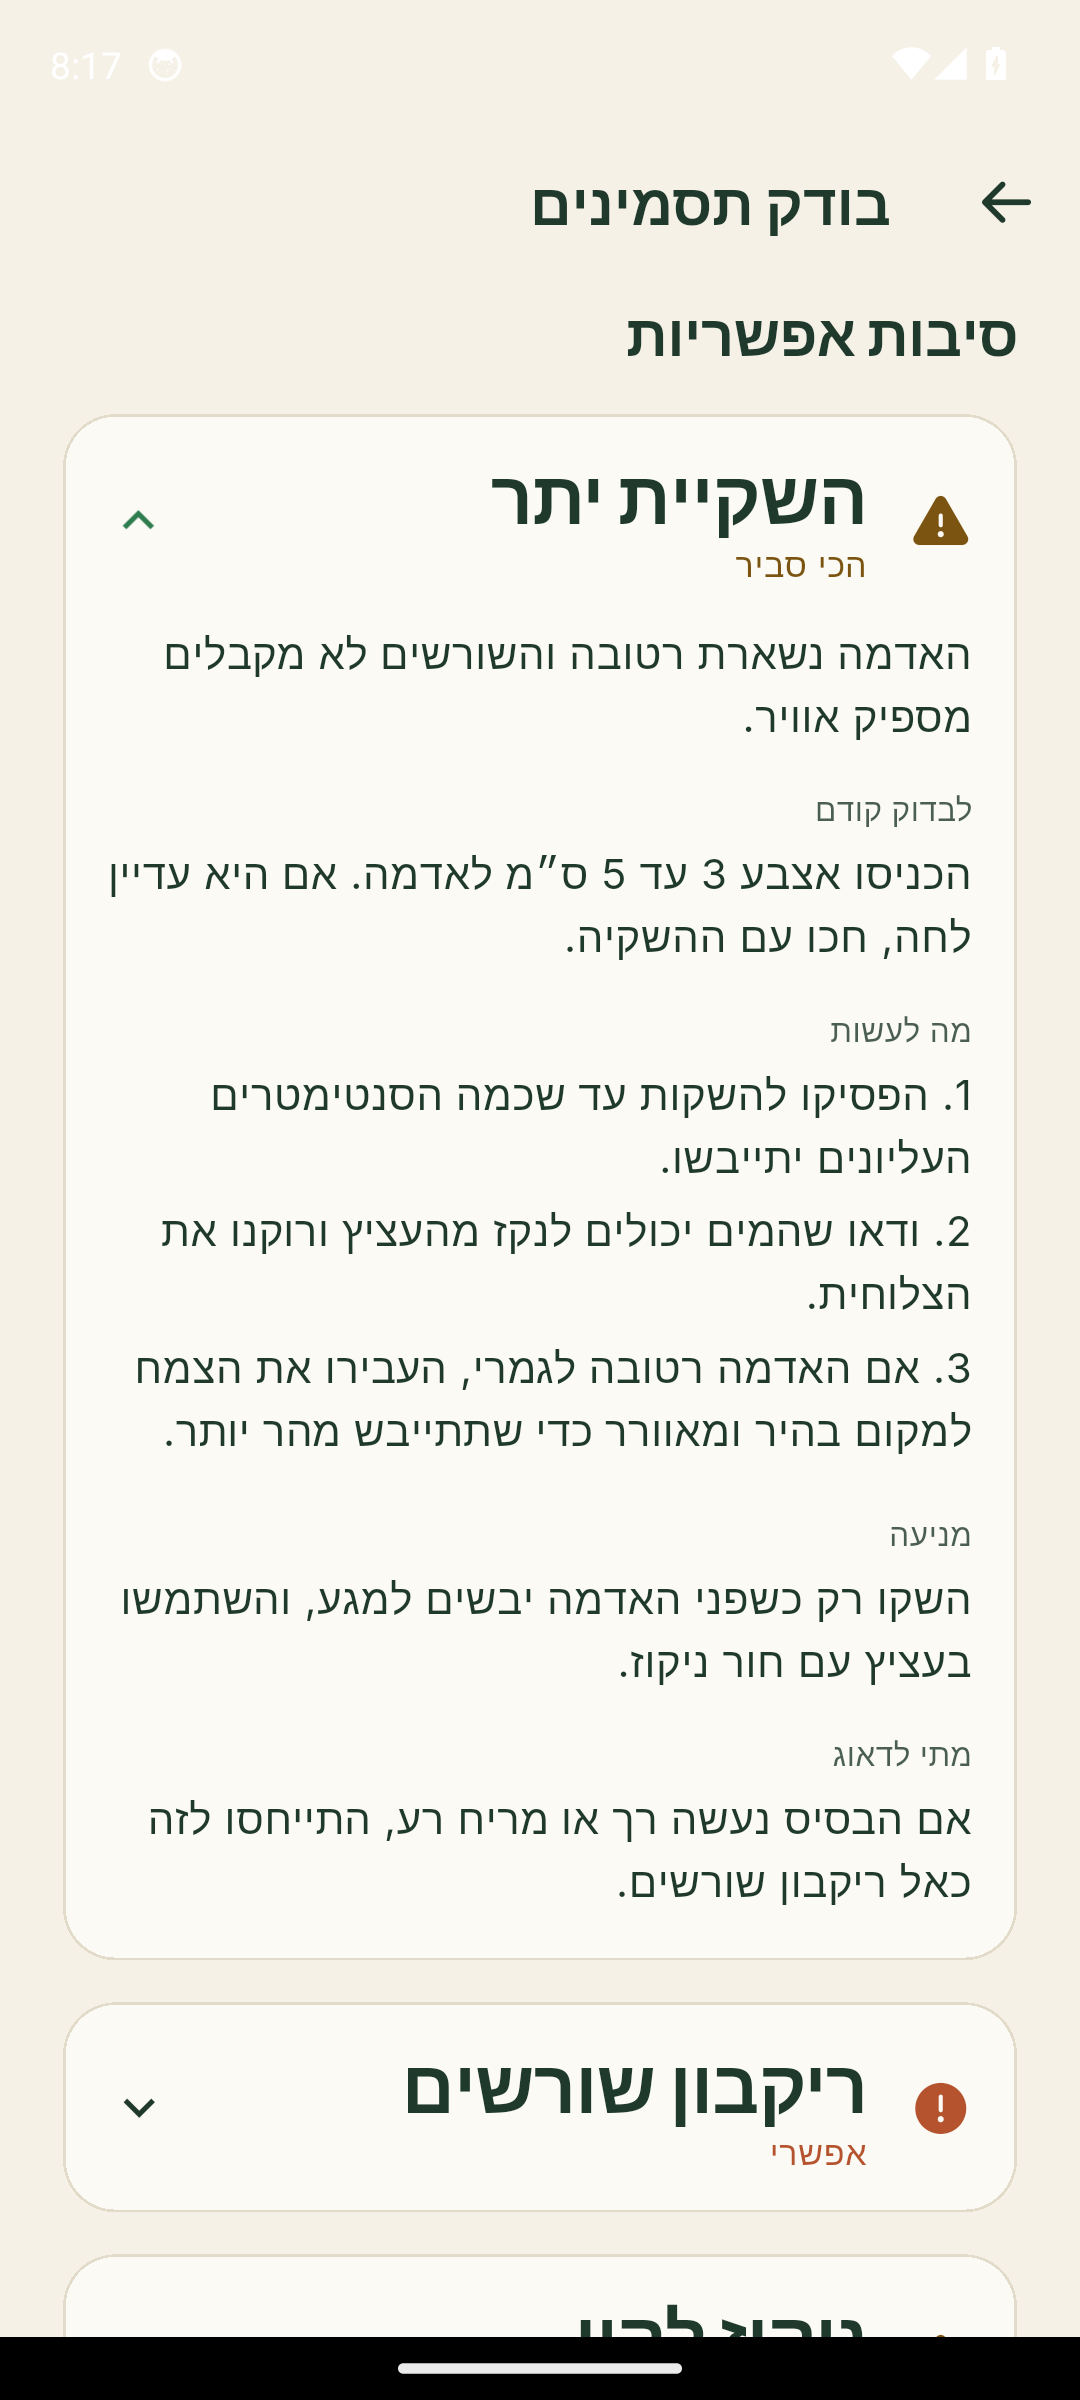 8:17
בודק תסמינים
סיבות אפשריות
השקיית יתר
הכי סביר
האדמה נשארת רטובה והשורשים לא מקבלים
מספיק אוויר.
לבדוק קודם
הכניסו אצבע 3 עד 5 ס״מ לאדמה. אם היא עדיין
לחה, חכו עם ההשקיה.
מה לעשות
1. הפסיקו להשקות עד שכמה הסנטימטרים
העליונים יתייבשו.
2. ודאו שהמים יכולים לנקז מהעציץ ורוקנו את
הצלוחית.
3. אם האדמה רטובה לגמרי, העבירו את הצמח
למקום בהיר ומאוורר כדי שתתייבש מהר יותר.
מניעה
השקו רק כשפני האדמה יבשים למגע, והשתמשו
בעציץ עם חור ניקוז.
מתי לדאוג
אם הבסיס נעשה רך או מריח רע, התייחסו לזה
כאל ריקבון שורשים.
ריקבון שורשים
אפשרי